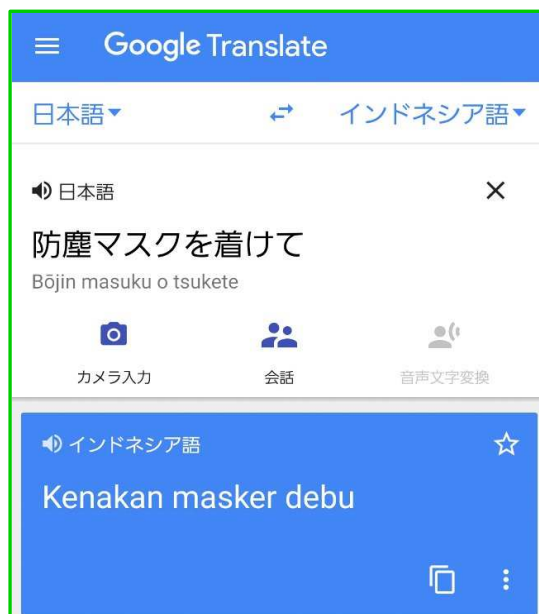 Google Translate
日本語 インドネシア語
日本語
防塵マスクを着けて
Bōjin masuku o tsukete
カメラ入力 会話 音声文字変換
インドネシア語
Kenakan masker debu